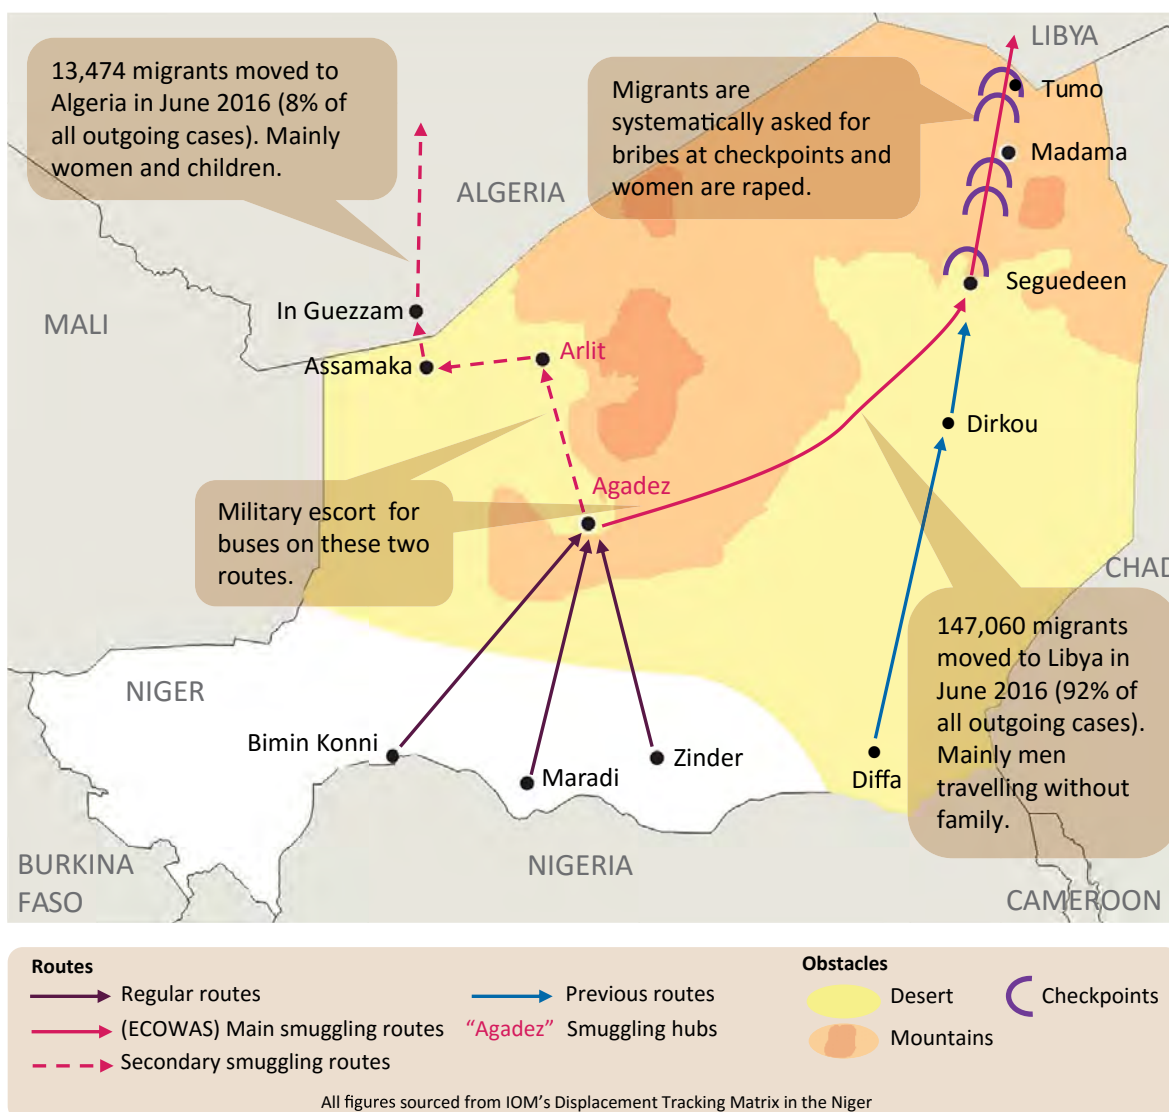 13,474 migrants moved to
Algeria in June 2016 (8% of
all outgoing cases). Mainly
women and children.
Migrants are
systematically asked for
bribes at checkpoints and
women are raped.
LIBYA
Tumo
Madama
ALGERIA
Seguedeen
MALI
In Guezzam
Assamaka
Arlit
Dirkou
Agadez
Military escort for
buses on these two
routes.
CHAD
147,060 migrants
moved to Libya in
June 2016 (92% of
all outgoing cases).
Mainly men
travelling without
family.
NIGER
Bimin Konni
Maradi
Zinder
Diffa
NIGERIA
BURKINA
FASO
CAMEROON
Routes
Regular routes
(ECOWAS) Main smuggling routes
Secondary smuggling routes
Previous routes
"Agadez" Smuggling hubs
Obstacles
Desert
Mountains
Checkpoints
All figures sourced from IOM's Displacement Tracking Matrix in the Niger